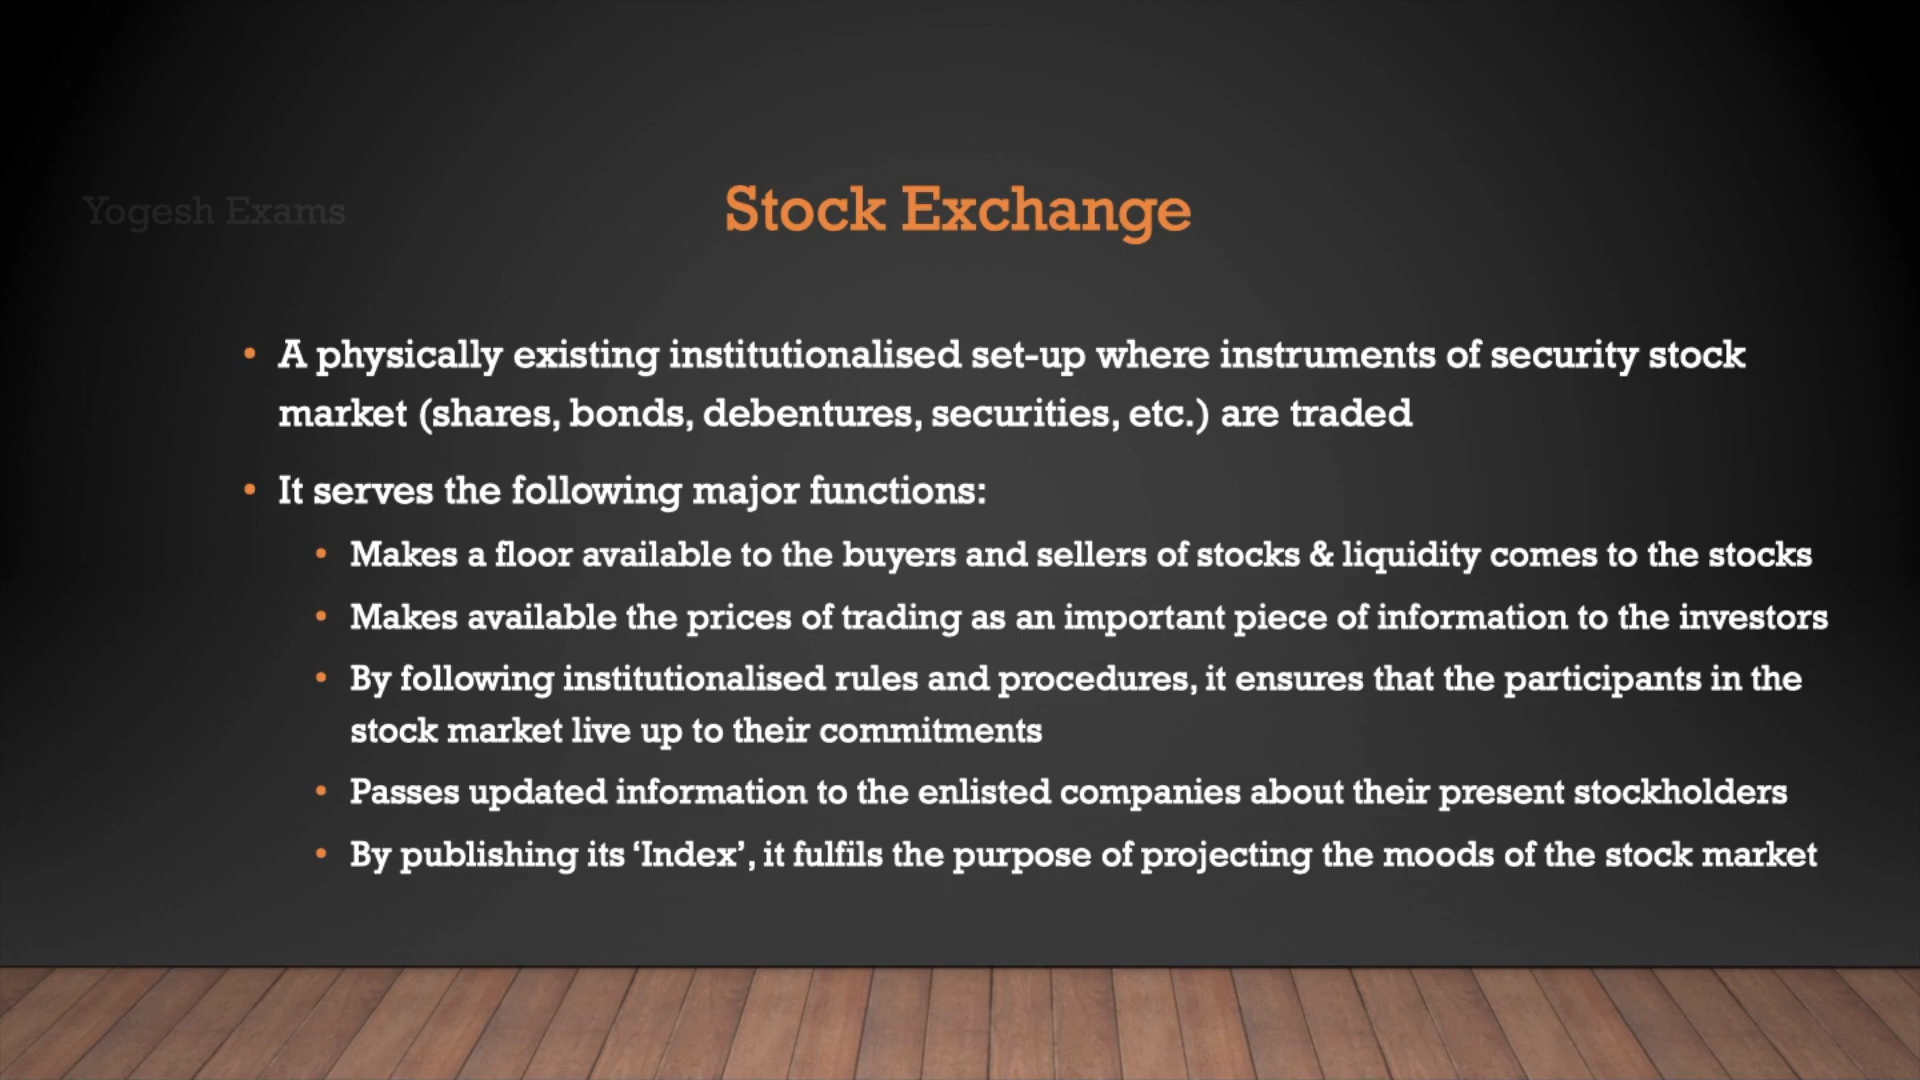 Yogesh Exams
Stock Exchange
• A physically existing institutionalised set-up where instruments of security stock
market (shares, bonds, debentures, securities, etc.) are traded
• It serves the following major functions:
• Makes a floor available to the buyers and sellers of stocks & liquidity comes to the stocks
• Makes available the prices of trading as an important piece of information to the investors
• By following institutionalised rules and procedures, it ensures that the participants in the
stock market live up to their commitments
• Passes updated information to the enlisted companies about their present stockholders
• By publishing its ‘Index’, it fulfils the purpose of projecting the moods of the stock market